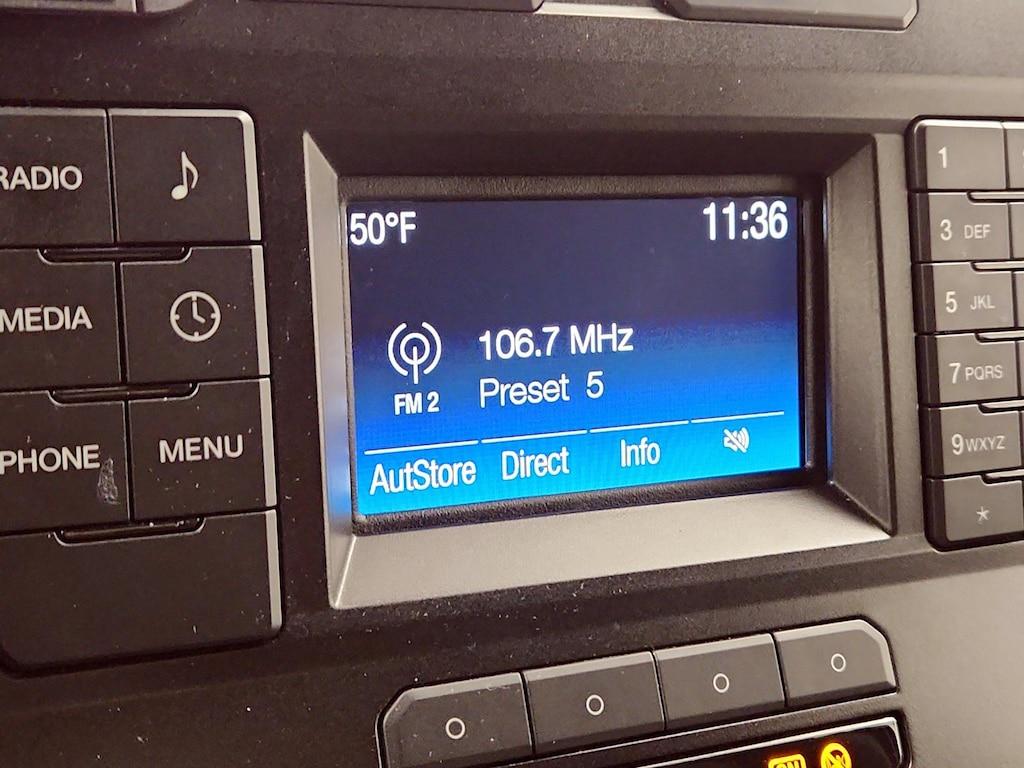 RADIO
MEDIA
PHONE
MENU
50°F 11:36
106.7 MHz
FM 2
Preset 5
AutStore Direct Info
1
3 DEF
5 JKL
7 PQRS
9 WXYZ
*